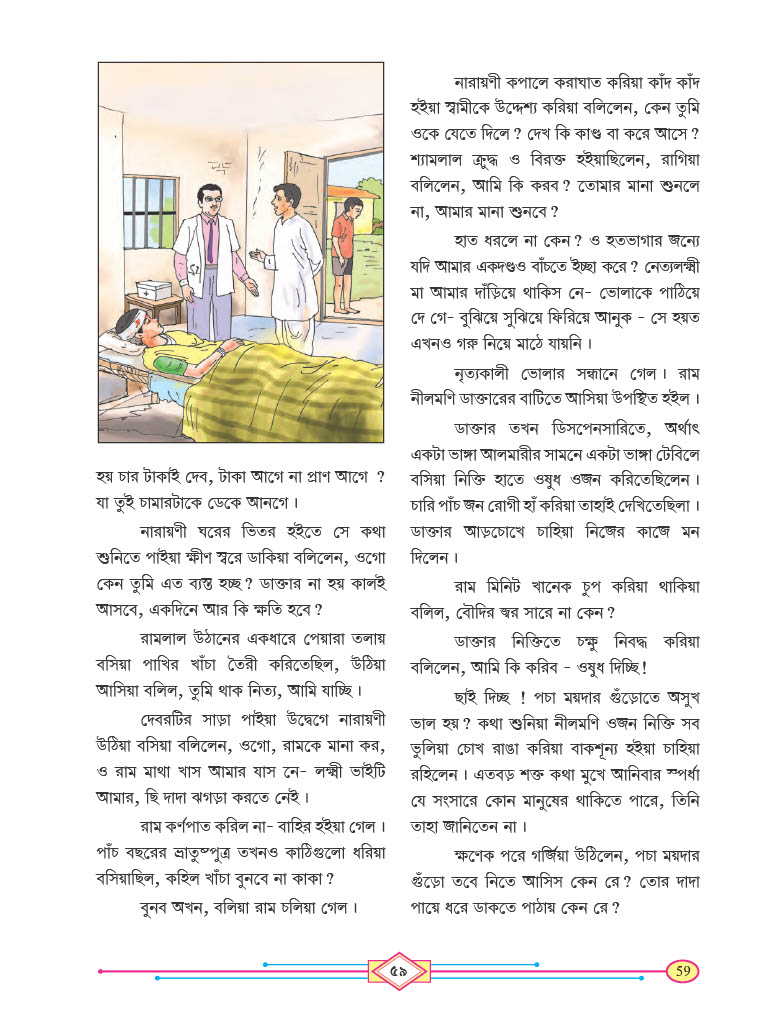 হয় চার টাকাই দেব, টাকা আগে না প্রাণ আগে ?
যা তুই চামারটাকে ডেকে আনগে।
নারায়ণী ঘরের ভিতর হইতে সে কথা
শুনিতে পাইয়া ক্ষীণ স্বরে ডাকিয়া বলিলেন, ওগো
কেন তুমি এত ব্যস্ত হচ্ছ ? ডাক্তার না হয় কালই
আসবে, একদিনে আর কি ক্ষতি হবে ?
রামলাল উঠানের একধারে পেয়ারা তলায়
বসিয়া পাখির খাঁচা তৈরী করিতেছিল, উঠিয়া
আসিয়া বলিল, তুমি থাক নিত্য, আমি যাচ্ছি।
দেবরটির সাড়া পাইয়া উদ্বেগে নারায়ণী
উঠিয়া বসিয়া বলিলেন, ওগো, রামকে মানা কর,
ও রাম মাথা খাস আমার যাস নে- লক্ষ্মী ভাইটি
আমার, ছি দাদা ঝগড়া করতে নেই।
রাম কর্ণপাত করিল না- বাহির হইয়া গেল।
পাঁচ বছরের ভ্রাতুষ্পুত্র তখনও কাঠিগুলো ধরিয়া
বসিয়াছিল, কহিল খাঁচা বুনবে না কাকা ?
বুনব অখন, বলিয়া রাম চলিয়া গেল।
নারায়ণী কপালে করাঘাত করিয়া কাঁদ কাঁদ
হইয়া স্বামীকে উদ্দেশ্য করিয়া বলিলেন, কেন তুমি
ওকে যেতে দিলে ? দেখ কি কাণ্ড বা করে আসে ?
শ্যামলাল ক্রুদ্ধ ও বিরক্ত হইয়াছিলেন, রাগিয়া
বলিলেন, আমি কি করব ? তোমার মানা শুনলে
না, আমার মানা শুনবে ?
হাত ধরলে না কেন ? ও হতভাগার জন্যে
যদি আমার একদণ্ডও বাঁচতে ইচ্ছা করে ? নেত্যলক্ষ্মী
মা আমার দাঁড়িয়ে থাকিস নে- ভোলাকে পাঠিয়ে
দে গে- বুঝিয়ে সুঝিয়ে ফিরিয়ে আনুক - সে হয়ত
এখনও গরু নিয়ে মাঠে যায়নি।
নৃত্যকালী ভোলার সন্ধানে গেল। রাম
নীলমণি ডাক্তারের বাটিতে আসিয়া উপস্থিত হইল।
ডাক্তার তখন ডিসপেনসারিতে, অর্থাৎ
একটা ভাঙ্গা আলমারীর সামনে একটা ভাঙ্গা টেবিলে
বসিয়া নিক্তি হাতে ওষুধ ওজন করিতেছিলেন।
চারি পাঁচ জন রোগী হাঁ করিয়া তাহাই দেখিতেছিলা।
ডাক্তার আড়চোখে চাহিয়া নিজের কাজে মন
দিলেন।
রাম মিনিট খানেক চুপ করিয়া থাকিয়া
বলিল, বৌদির জ্বর সারে না কেন ?
ডাক্তার নিক্তিতে চক্ষু নিবদ্ধ করিয়া
বলিলেন, আমি কি করিব - ওষুধ দিচ্ছি!
ছাই দিচ্ছ ! পচা ময়দার গুঁড়োতে অসুখ
ভাল হয় ? কথা শুনিয়া নীলমণি ওজন নিক্তি সব
ভুলিয়া চোখ রাঙা করিয়া বাকশূন্য হইয়া চাহিয়া
রহিলেন। এতবড় শক্ত কথা মুখে আনিবার স্পর্ধা
যে সংসারে কোন মানুষের থাকিতে পারে, তিনি
তাহা জানিতেন না।
ক্ষণেক পরে গর্জিয়া উঠিলেন, পচা ময়দার
গুঁড়ো তবে নিতে আসিস কেন রে ? তোর দাদা
পায়ে ধরে ডাকতে পাঠায় কেন রে ?
৫৯
59